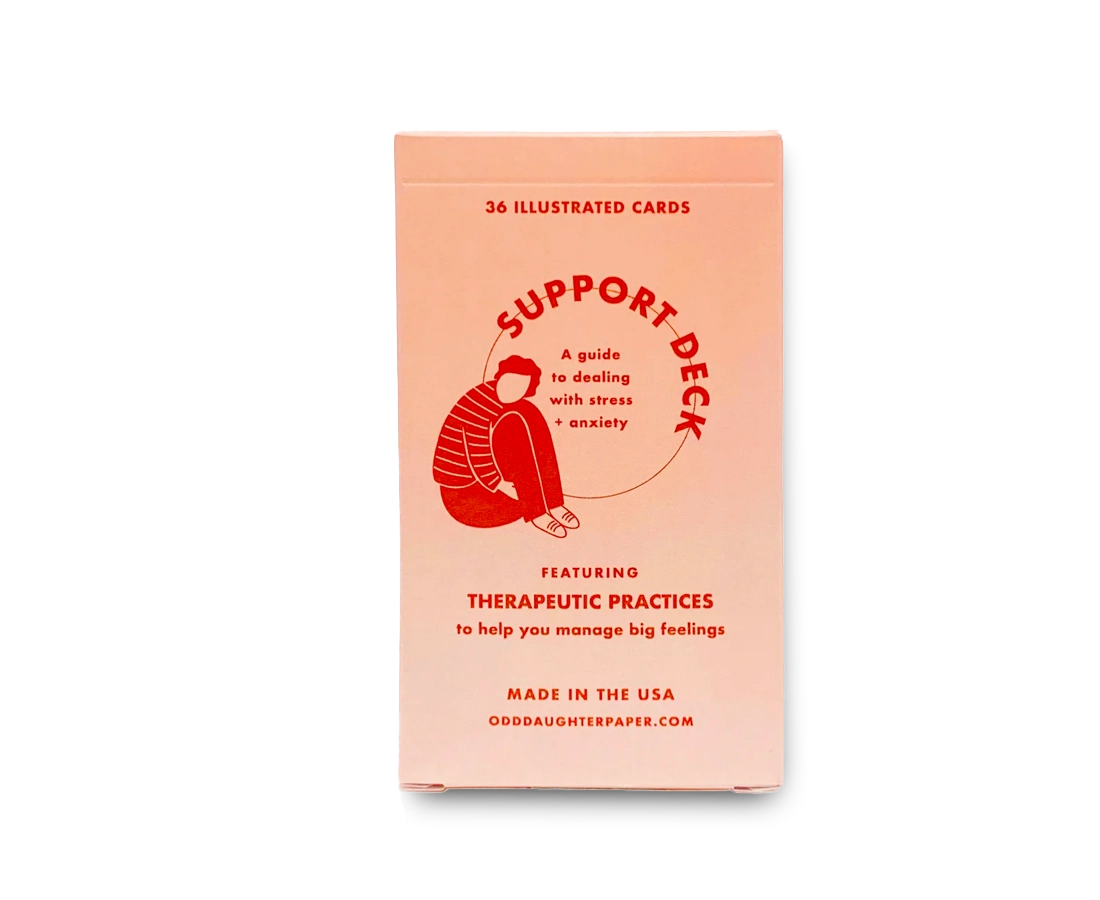 36 ILLUSTRATED CARDS
SUPPORT DECK
A guide
to dealing
with stress
+ anxiety
FEATURING
THERAPEUTIC PRACTICES
to help you manage big feelings
MADE IN THE USA
ODDDAUGHTERPAPER.COM